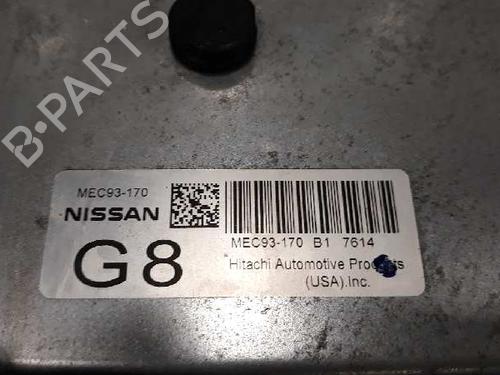 B-PARTS
MEC93-170
NISSAN
G8
MEC93-170 B1 7614
Hitachi Automotive Products
(USA).Inc.